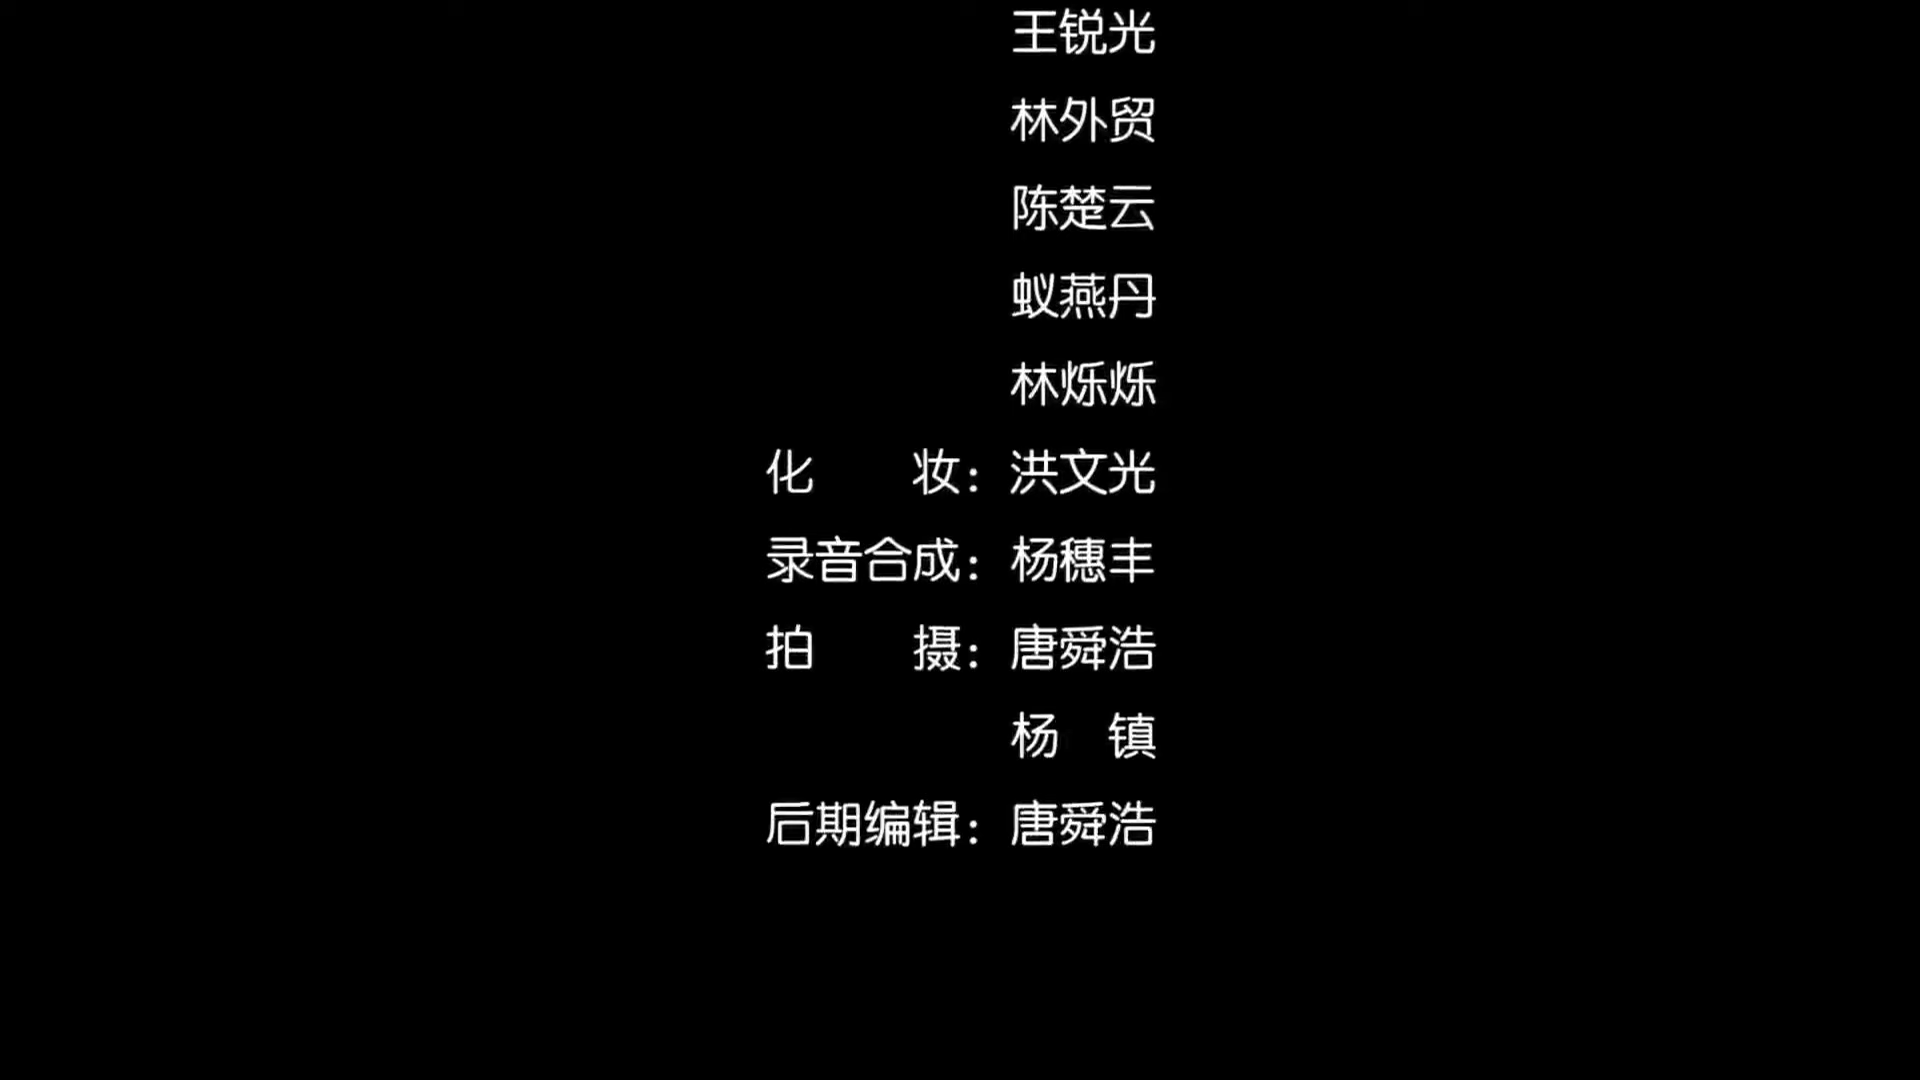 王锐光
林外贸
陈楚云
蚁燕丹
林烁烁
化　　妆：洪文光
录音合成：杨穗丰
拍　　摄：唐舜浩
杨　镇
后期编辑：唐舜浩